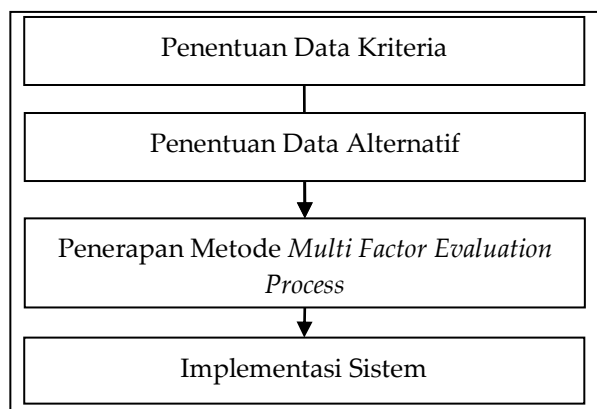 Penentuan Data Kriteria
Penentuan Data Alternatif
Penerapan Metode Multi Factor Evaluation
Process
Implementasi Sistem